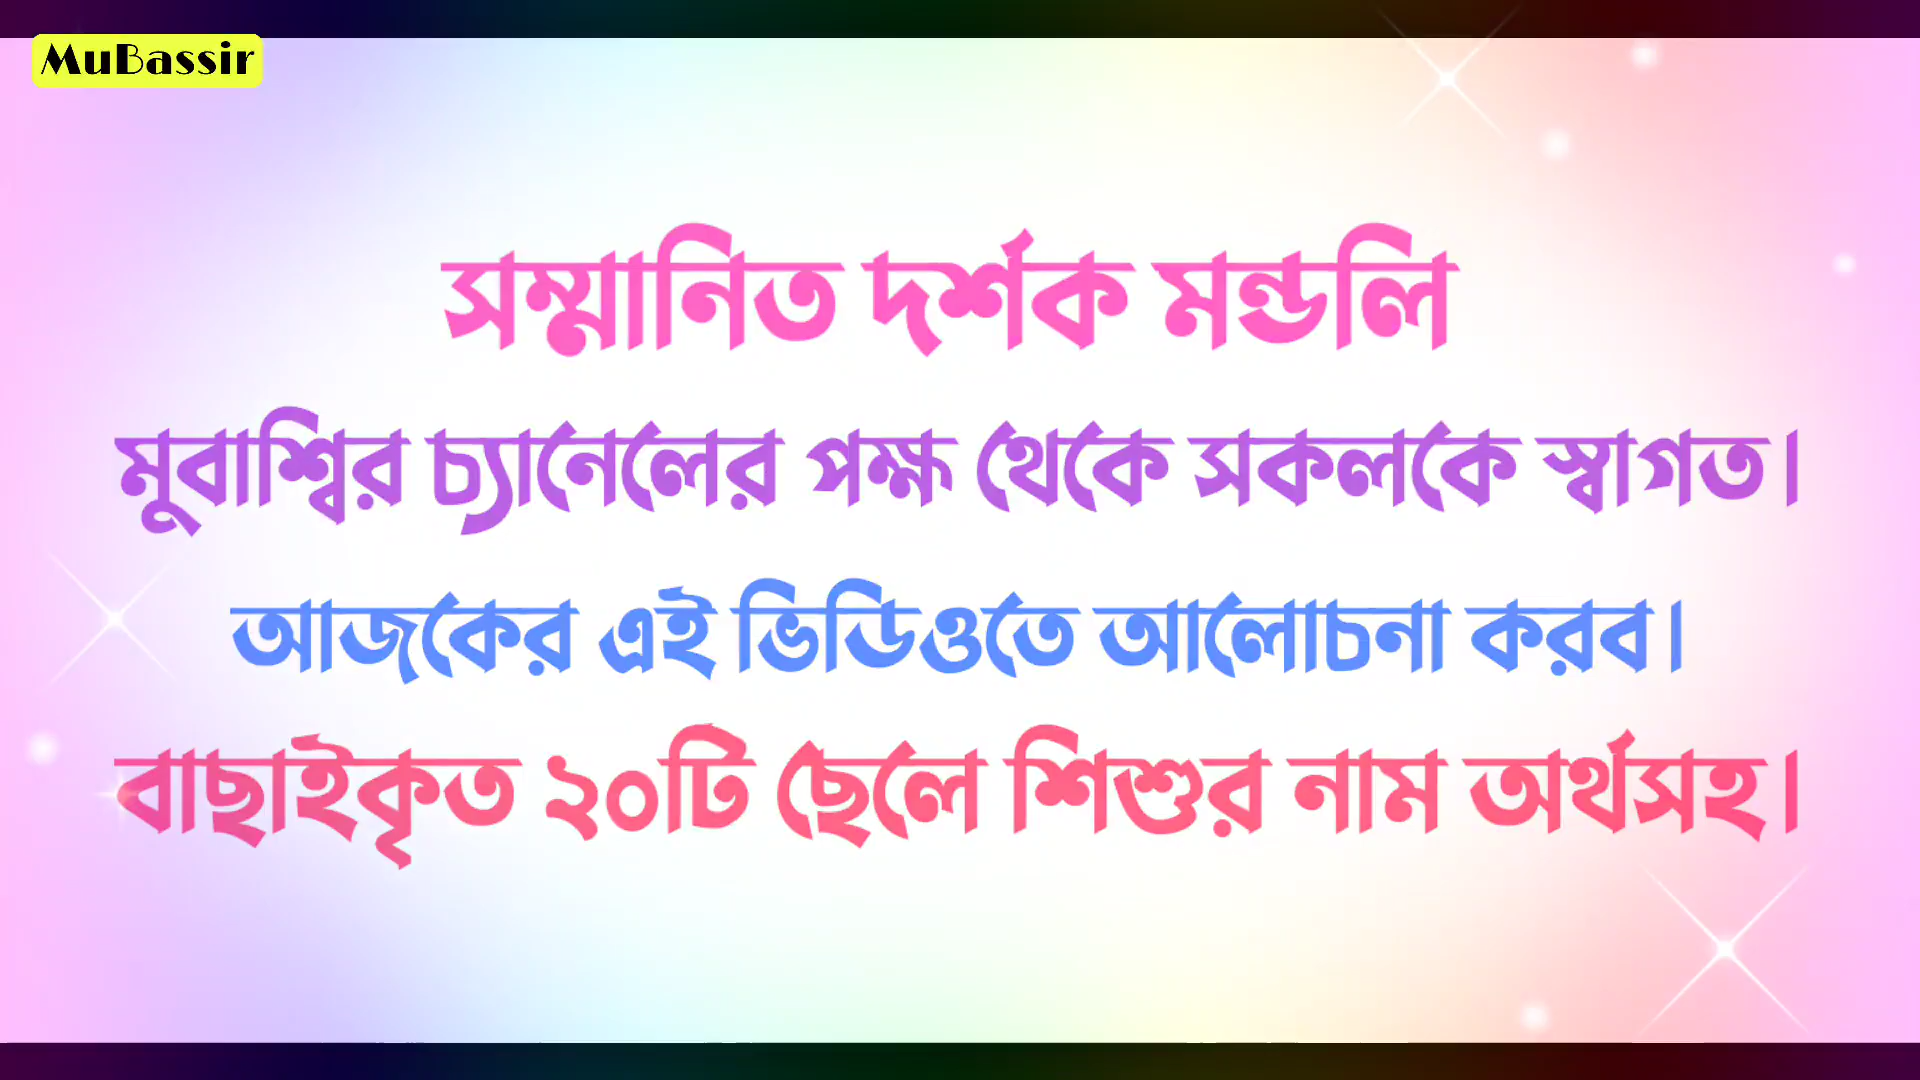 MuBassir
সম্মানিত দর্শক মন্ডলি
মুবাশ্বির চ্যানেলের পক্ষ থেকে সকলকে স্বাগত।
আজকের এই ভিডিওতে আলোচনা করব।
বাছাইকৃত ২০টি ছেলে শিশুর নাম অর্থসহ।